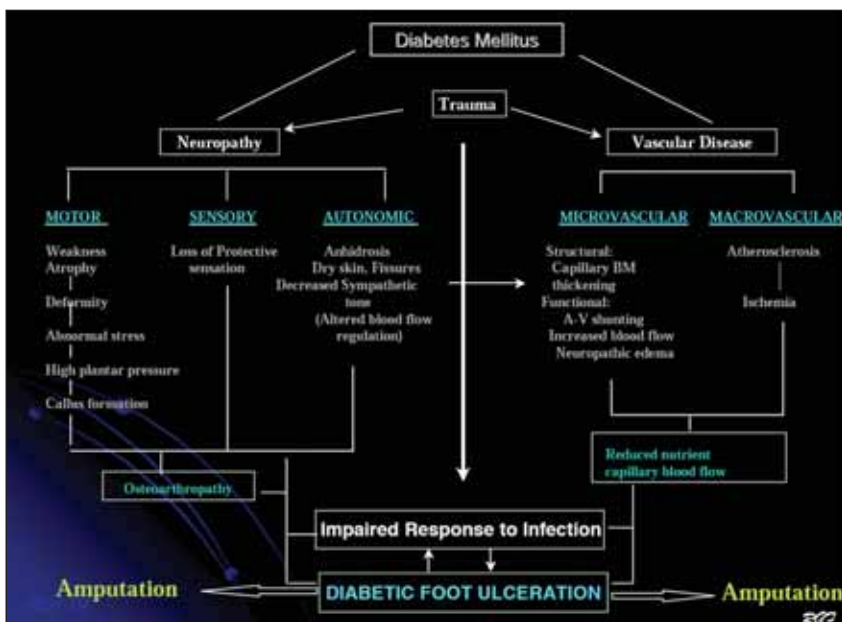 Diabetes Mellitus
Trauma
Neuropathy
Vascular Disease
MOTOR
Weakness
Atrophy
Deformity
Abnormal stress
High plantar pressure
Callus formation
SENSORY
Loss of Protective
sensation
AUTONOMIC
Anhidrosis
Dry skin, Fissures
Decreased Sympathetic
tone
(Altered blood flow
regulation)
MICROVASCULAR
Structural:
Capillary BM
thickening
Functional:
A-V shunting
Increased blood flow
Neuropathic edema
MACROVASCULAR
Atherosclerosis
Ischemia
Reduced nutrient
capillary blood flow
Osteoarthropathy
Impaired Response to Infection
DIABETIC FOOT ULCERATION
Amputation
Amputation